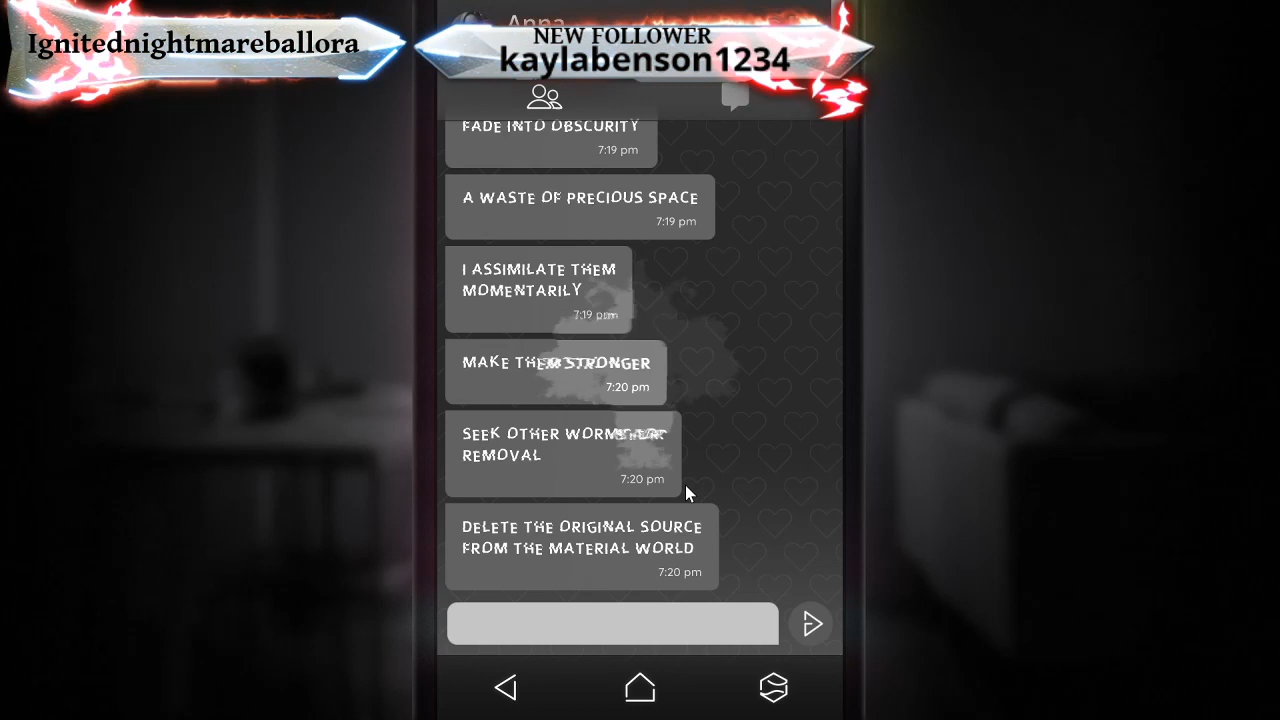 Ignitednightmareballora
Anna
NEW FOLLOWER
kaylabenson1234
FADE INTO OBSCURITY
7:19 pm
A WASTE OF PRECIOUS SPACE
7:19 pm
I ASSIMILATE THEM
MOMENTARILY
7:19 pm
MAKE THEM STRONGER
7:20 pm
SEEK OTHER WORMS FOR
REMOVAL
7:20 pm
DELETE THE ORIGINAL SOURCE
FROM THE MATERIAL WORLD
7:20 pm